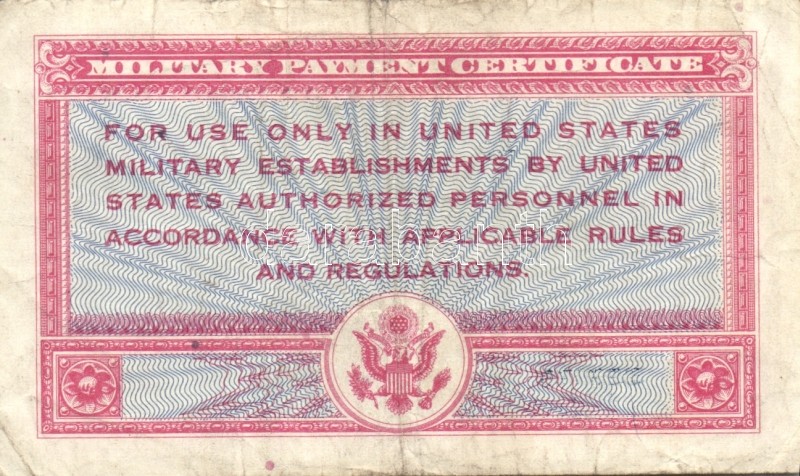 MILITARY PAYMENT CERTIFICATE
FOR USE ONLY IN UNITED STATES
MILITARY ESTABLISHMENTS BY UNITED
STATES AUTHORIZED PERSONNEL IN
ACCORDANCE WITH APPLICABLE RULES
AND REGULATIONS.